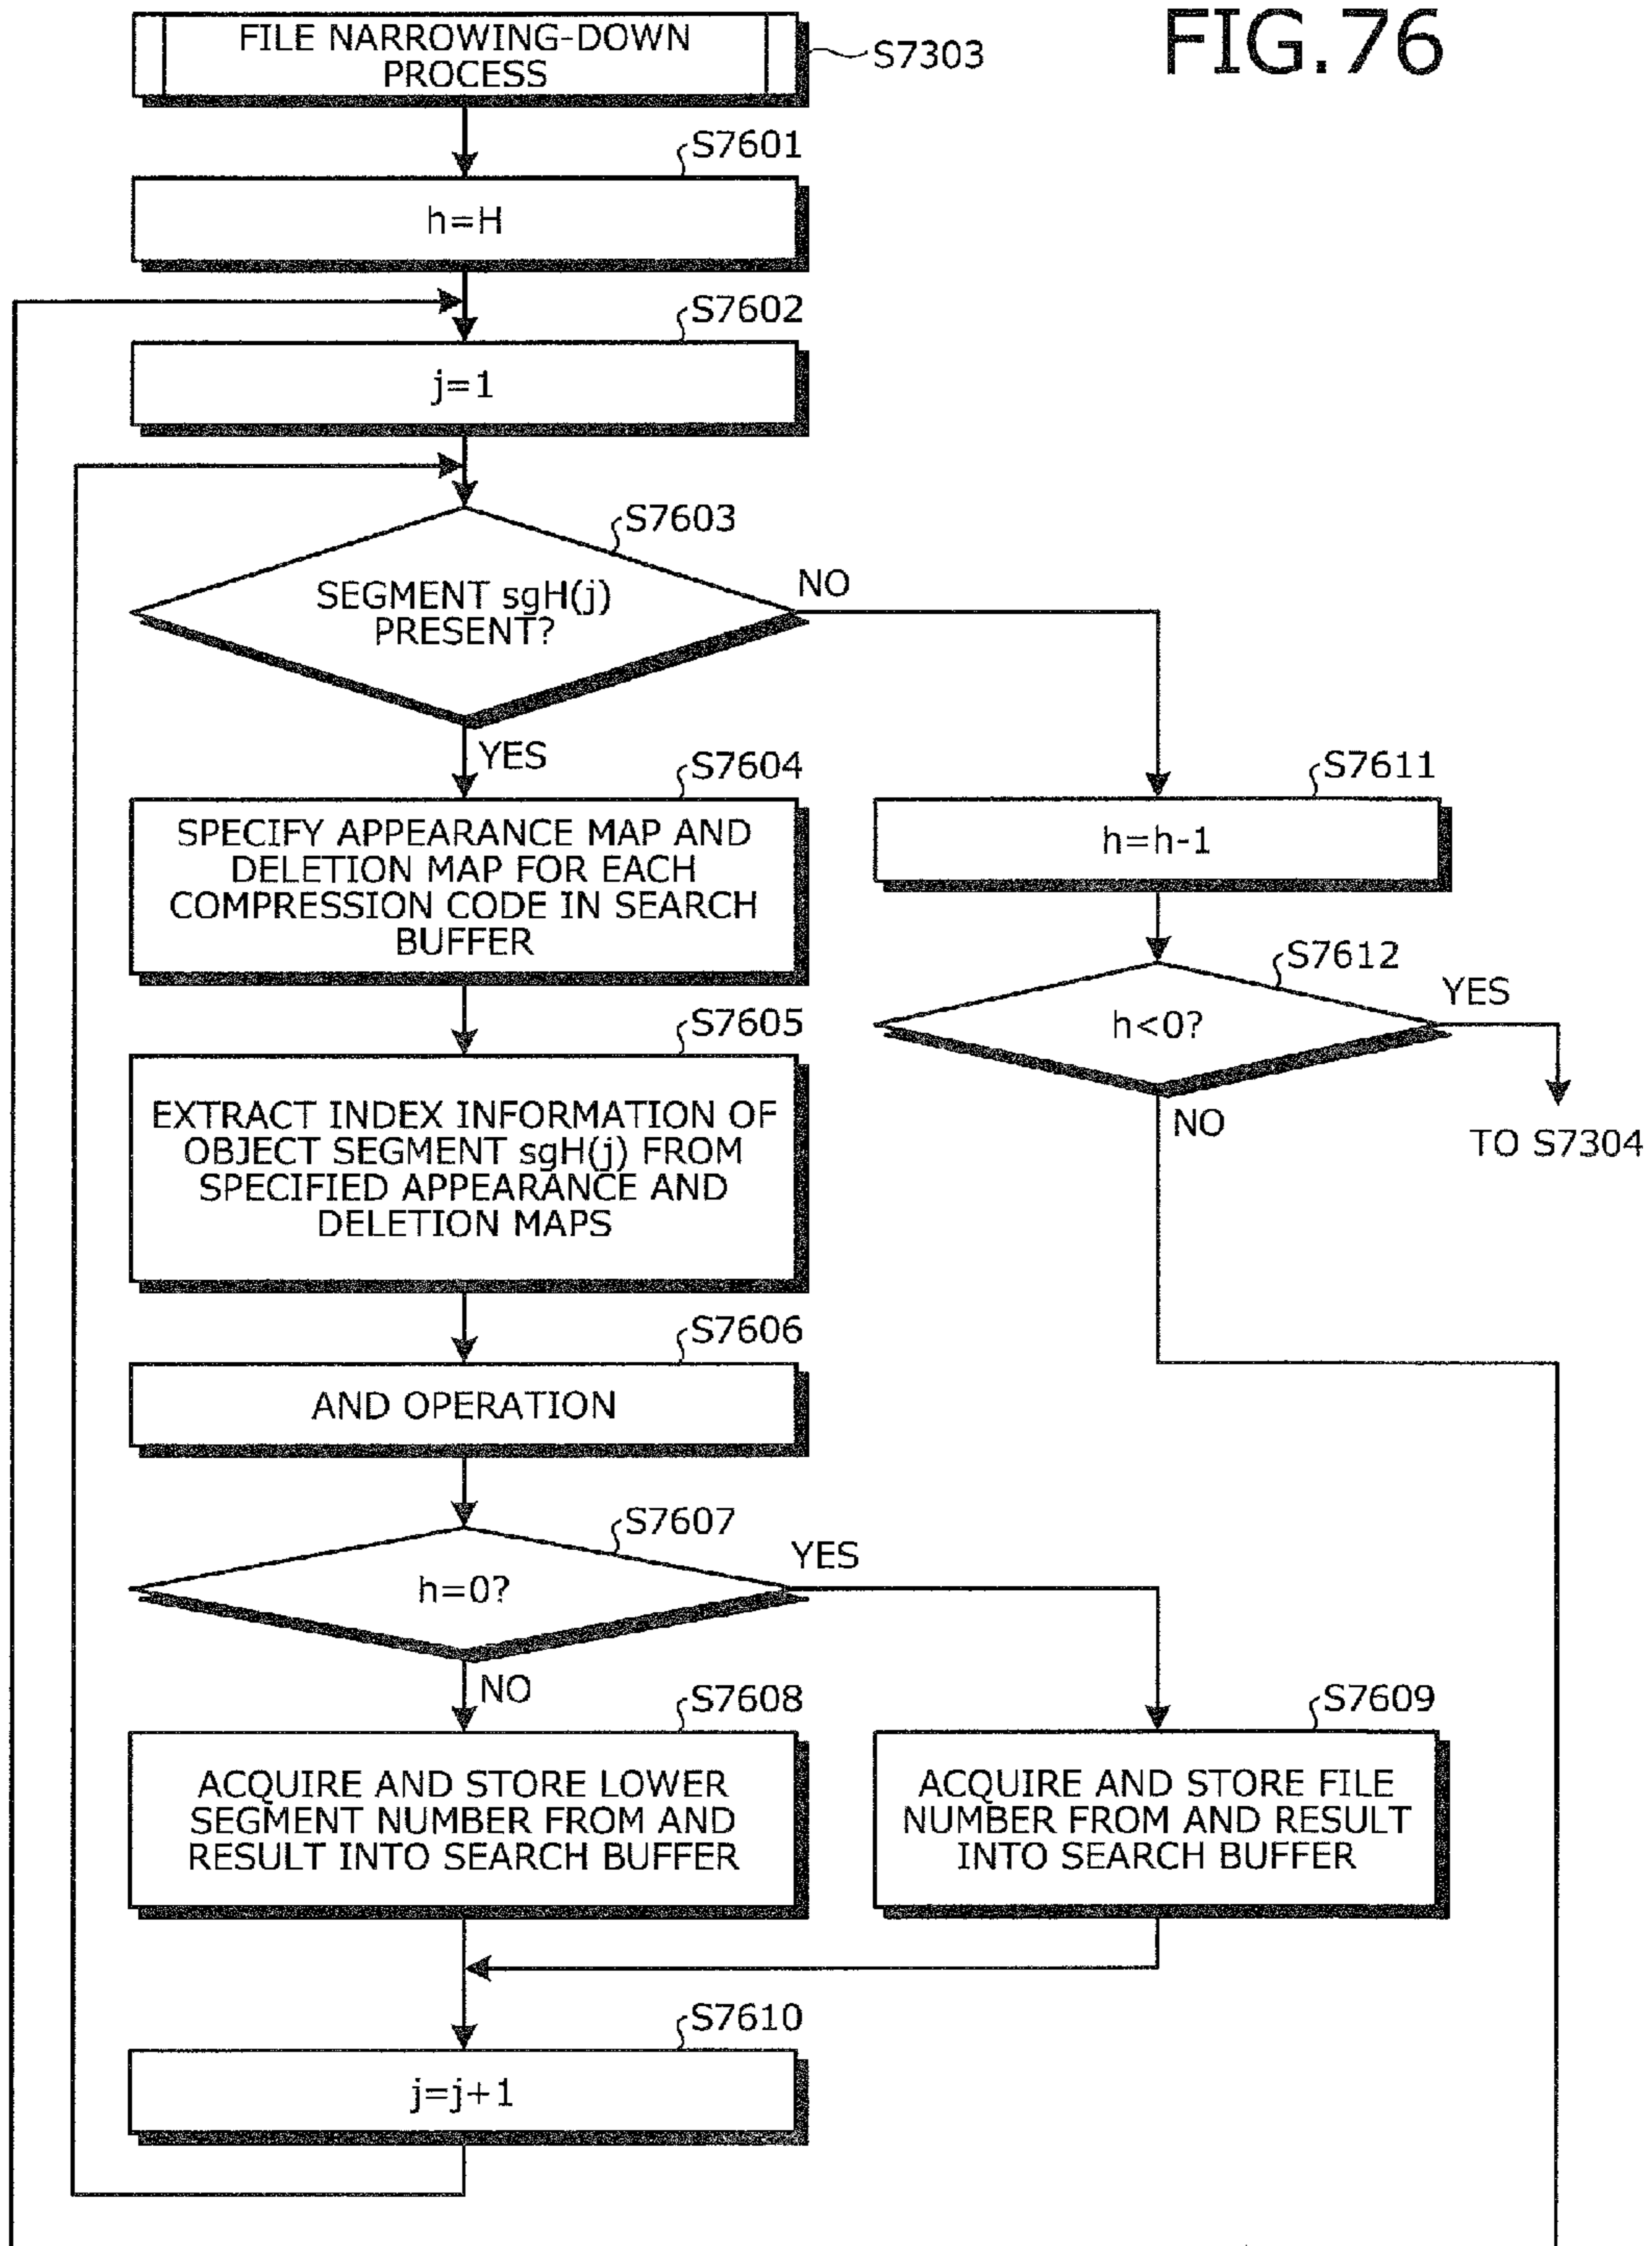 FIG.76
FILE NARROWING-DOWN
PROCESS
S7303
S7601
h=H
S7602
j=1
S7603
SEGMENT sgH(j)
PRESENT?
NO
YES
S7604
SPECIFY APPEARANCE MAP AND
DELETION MAP FOR EACH
COMPRESSION CODE IN SEARCH
BUFFER
S7611
h=h-1
S7612
h<0?
YES
TO S7304
NO
S7605
EXTRACT INDEX INFORMATION OF
OBJECT SEGMENT sgH(j) FROM
SPECIFIED APPEARANCE AND
DELETION MAPS
S7606
AND OPERATION
S7607
h=0?
YES
NO
S7608
ACQUIRE AND STORE LOWER
SEGMENT NUMBER FROM AND
RESULT INTO SEARCH BUFFER
S7609
ACQUIRE AND STORE FILE
NUMBER FROM AND RESULT
INTO SEARCH BUFFER
S7610
j=j+1